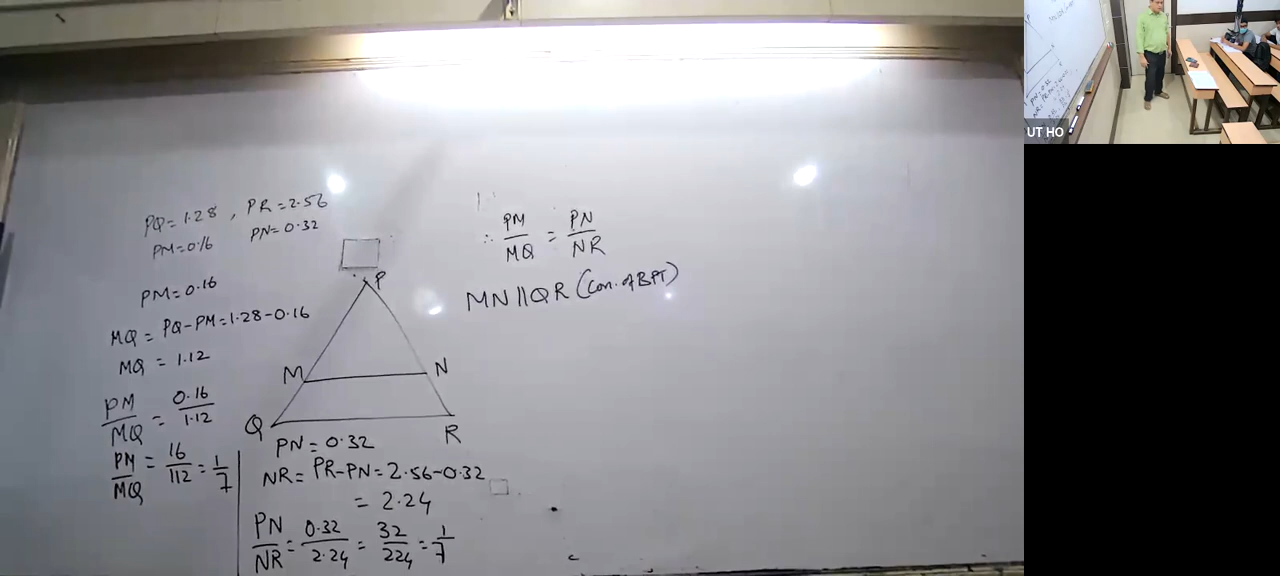 PQ = 1.28 , PR = 2.56
PM = 0.16 PN = 0.32
PM = 0.16
MQ = PQ-PM = 1.28-0.16
MQ = 1.12
PM/MQ = 0.16/1.12
PM/MQ = 16/112 = 1/7
P
M N
Q R
PN = 0.32
NR = PR-PN = 2.56-0.32
= 2.24
PN/NR = 0.32/2.24 = 32/224 = 1/7
∴ PM/MQ = PN/NR
MN || QR (Con. of BPT)
UT HO